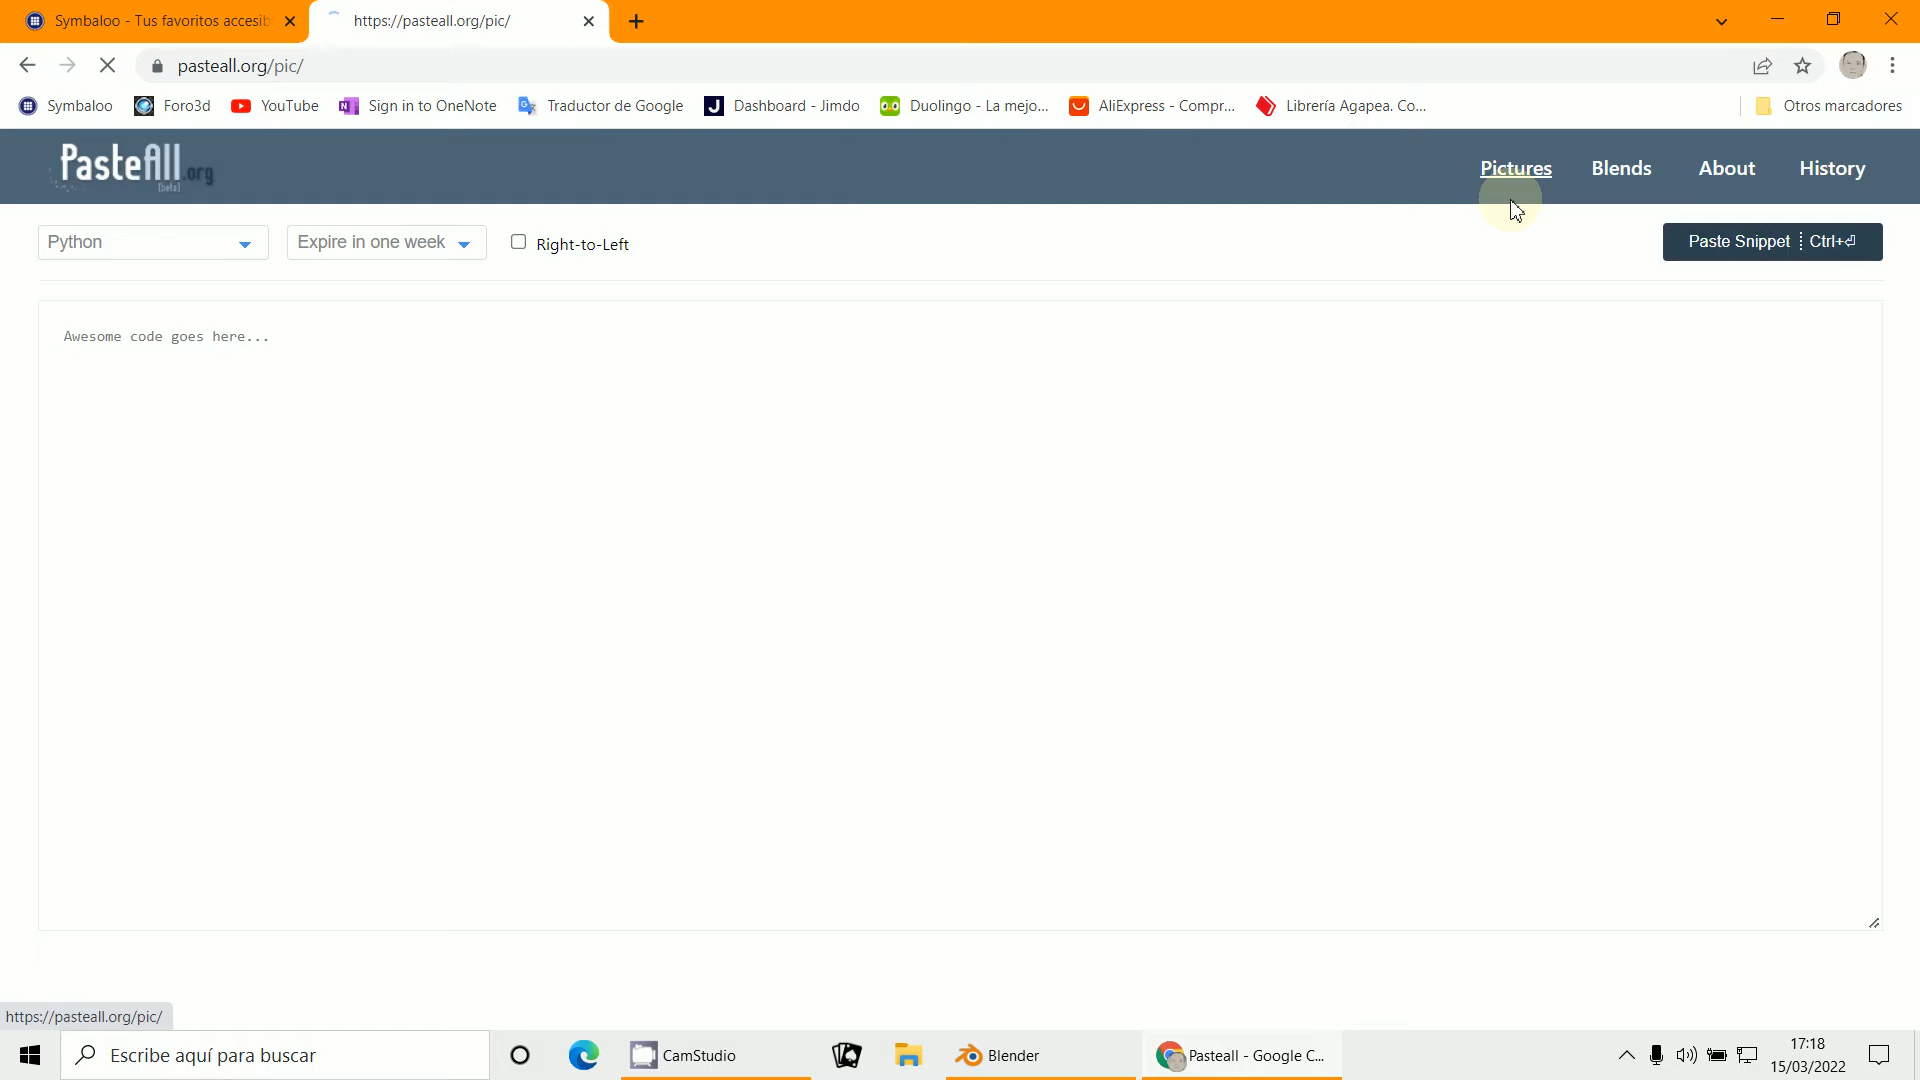 Symbaloo - Tus favoritos accesib
https://pasteall.org/pic/
pasteall.org/pic/
Symbaloo
Foro3d
YouTube
Sign in to OneNote
Traductor de Google
Dashboard - Jimdo
Duolingo - La mejo...
AliExpress - Compr...
Librería Agapea. Co...
Otros marcadores
PasteAll.org
[beta]
Pictures
Blends
About
History
Python
Expire in one week
Right-to-Left
Paste Snippet ⋮ Ctrl+⏎
Awesome code goes here...
https://pasteall.org/pic/
Escribe aquí para buscar
CamStudio
Blender
Pasteall - Google C...
17:18
15/03/2022